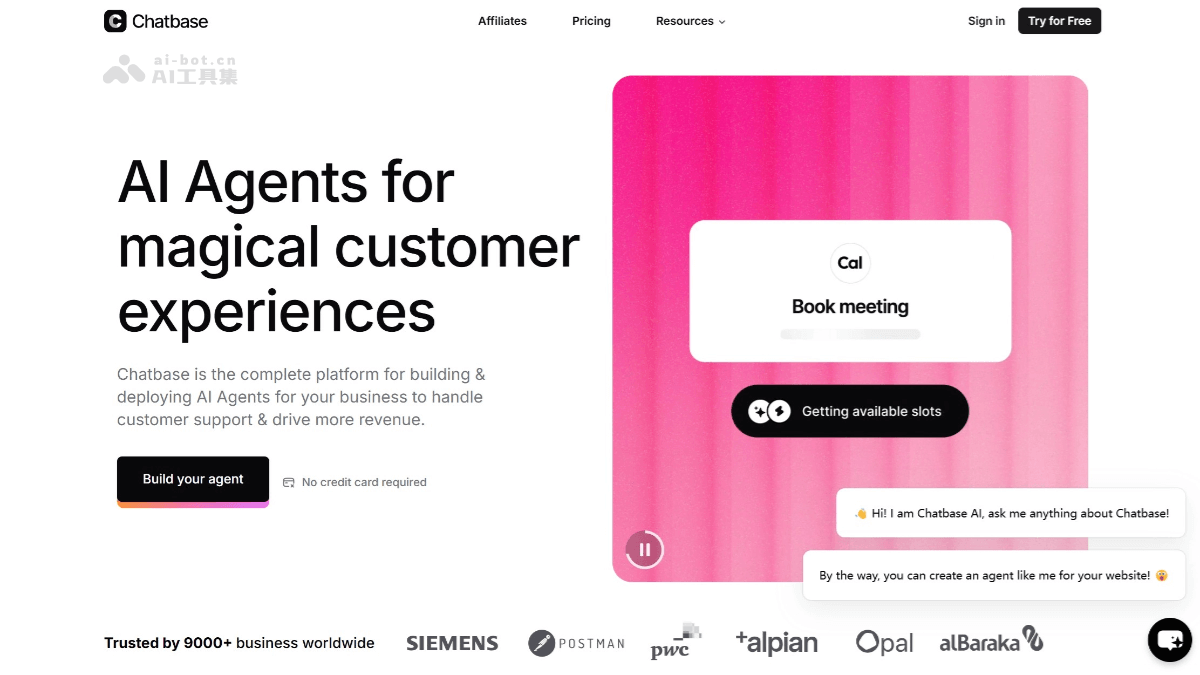 Chatbase
Affiliates
Pricing
Resources
Sign in
Try for Free
ai-bot.cn
AI工具集
AI Agents for
magical customer
experiences
Chatbase is the complete platform for building &
deploying AI Agents for your business to handle
customer support & drive more revenue.
Build your agent
No credit card required
Cal
Book meeting
Getting available slots
👋 Hi! I am Chatbase AI, ask me anything about Chatbase!
By the way, you can create an agent like me for your website! 😮
Trusted by 9000+ business worldwide
SIEMENS
POSTMAN
pwc
+alpian
Opal
alBaraka